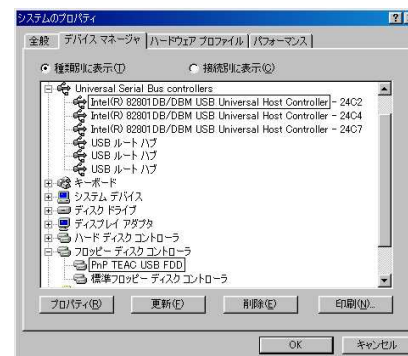 システムのプロパティ
全般 デバイス マネージャ ハードウェア プロファイル パフォーマンス
種類別に表示(T) 接続別に表示(C)
Universal Serial Bus controllers
Intel(R) 82801DB/DBM USB Universal Host Controller - 24C2
Intel(R) 82801DB/DBM USB Universal Host Controller - 24C4
Intel(R) 82801DB/DBM USB Universal Host Controller - 24C7
USB ルート ハブ
USB ルート ハブ
USB ルート ハブ
キーボード
システム デバイス
ディスク ドライブ
ディスプレイ アダプタ
ハード ディスク コントローラ
フロッピー ディスク コントローラ
PnP TEAC USB FDD
標準フロッピー ディスク コントローラ
プロパティ(R) 更新(F) 削除(E) 印刷(N)...
OK キャンセル